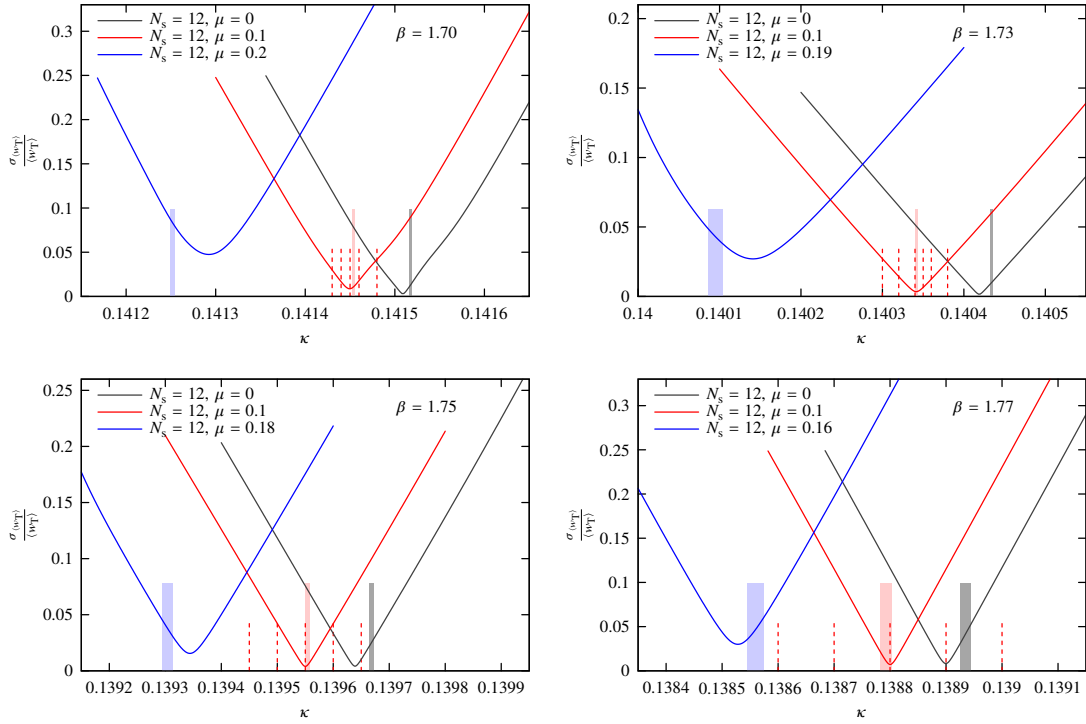 N_s = 12, μ = 0
N_s = 12, μ = 0.1
N_s = 12, μ = 0.2
β = 1.70
0.3
0.25
0.2
0.15
0.1
0.05
0
σ⟨w_T⟩
⟨w_T⟩
0.1412 0.1413 0.1414 0.1415 0.1416
κ
N_s = 12, μ = 0
N_s = 12, μ = 0.1
N_s = 12, μ = 0.19
β = 1.73
0.2
0.15
0.1
0.05
0
σ⟨w_T⟩
⟨w_T⟩
0.14 0.1401 0.1402 0.1403 0.1404 0.1405
κ
N_s = 12, μ = 0
N_s = 12, μ = 0.1
N_s = 12, μ = 0.18
β = 1.75
0.25
0.2
0.15
0.1
0.05
0
σ⟨w_T⟩
⟨w_T⟩
0.1392 0.1393 0.1394 0.1395 0.1396 0.1397 0.1398 0.1399
κ
N_s = 12, μ = 0
N_s = 12, μ = 0.1
N_s = 12, μ = 0.16
β = 1.77
0.3
0.25
0.2
0.15
0.1
0.05
0
σ⟨w_T⟩
⟨w_T⟩
0.1384 0.1385 0.1386 0.1387 0.1388 0.1389 0.139 0.1391
κ